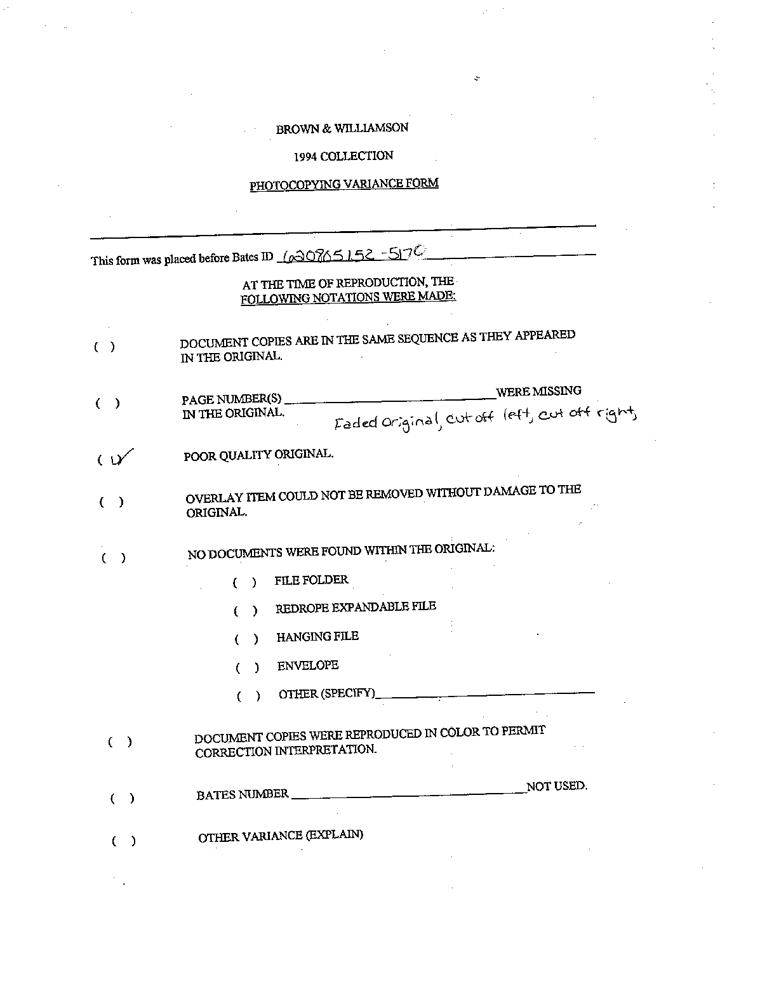 BROWN & WILLIAMSON
1994 COLLECTION
PHOTOCOPYING VARIANCE FORM
This form was placed before Bates ID 620865152 - 5170
AT THE TIME OF REPRODUCTION, THE
FOLLOWING NOTATIONS WERE MADE:
( ) DOCUMENT COPIES ARE IN THE SAME SEQUENCE AS THEY APPEARED
IN THE ORIGINAL.
( ) PAGE NUMBER(S) WERE MISSING
IN THE ORIGINAL.
Faded original, cut off left, cut off right,
(✓) POOR QUALITY ORIGINAL.
( ) OVERLAY ITEM COULD NOT BE REMOVED WITHOUT DAMAGE TO THE
ORIGINAL.
( ) NO DOCUMENTS WERE FOUND WITHIN THE ORIGINAL:
( ) FILE FOLDER
( ) REDROPE EXPANDABLE FILE
( ) HANGING FILE
( ) ENVELOPE
( ) OTHER (SPECIFY)
( ) DOCUMENT COPIES WERE REPRODUCED IN COLOR TO PERMIT
CORRECTION INTERPRETATION.
( ) BATES NUMBER NOT USED.
( ) OTHER VARIANCE (EXPLAIN)